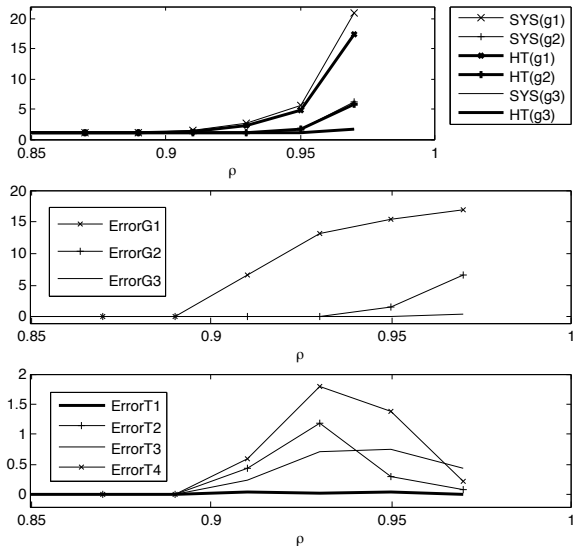 20
15
10
5
0
0.85
0.9
0.95
1
ρ
SYS(g1)
SYS(g2)
HT(g1)
HT(g2)
SYS(g3)
HT(g3)
20
15
10
5
0
0.85
0.9
0.95
1
ρ
ErrorG1
ErrorG2
ErrorG3
2
1.5
1
0.5
0
0.85
0.9
0.95
1
ρ
ErrorT1
ErrorT2
ErrorT3
ErrorT4